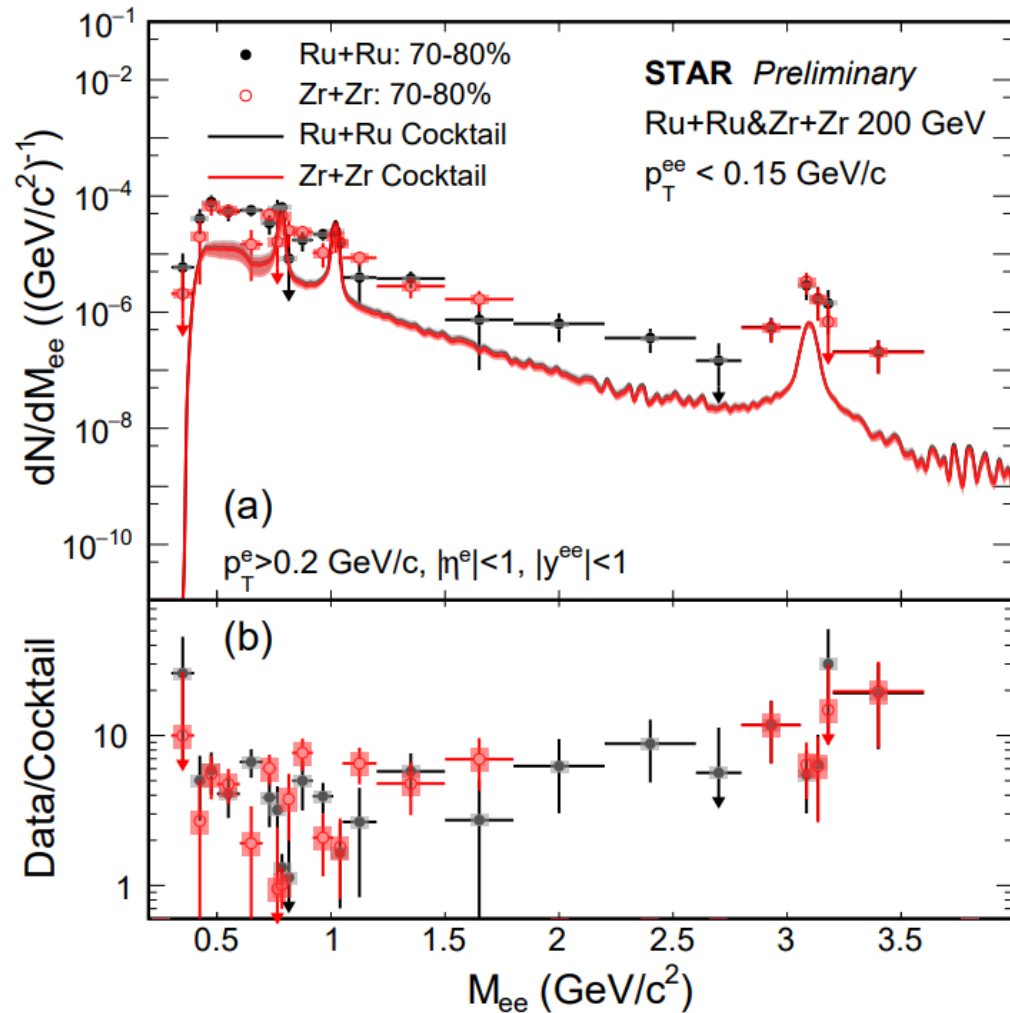 Ru+Ru: 70-80%
Zr+Zr: 70-80%
Ru+Ru Cocktail
Zr+Zr Cocktail
STAR Preliminary
Ru+Ru&Zr+Zr 200 GeV
p_T^ee < 0.15 GeV/c
10^-1
10^-2
10^-4
10^-6
10^-8
10^-10
dN/dM_ee ((GeV/c^2)^-1)
(a)
p_T^e>0.2 GeV/c, |η^e|<1, |y^ee|<1
(b)
10
1
Data/Cocktail
0.5 1 1.5 2 2.5 3 3.5
M_ee (GeV/c^2)